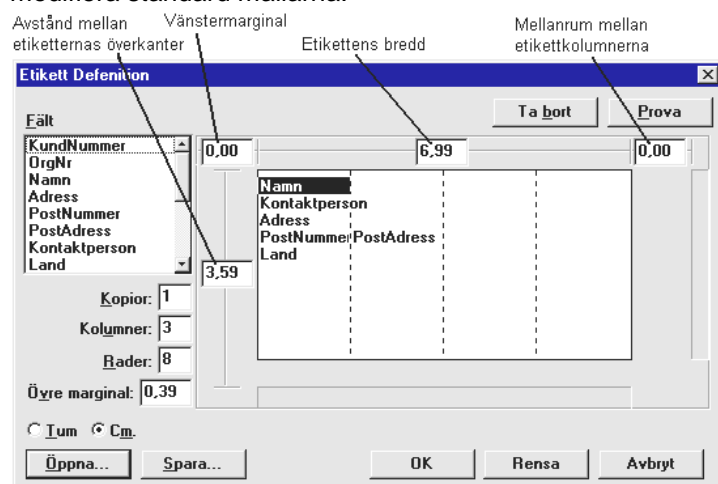 Avstånd mellan
etiketternas överkanter
Vänstermarginal
Etikettens bredd
Mellanrum mellan
etikettkolumnerna
Etikett Defenition
Ta bort
Prova
Fält
KundNummer
OrgNr
Namn
Adress
PostNummer
PostAdress
Kontaktperson
Land
0,00
6,99
0,00
3,59
Namn
Kontaktperson
Adress
PostNummer PostAdress
Land
Kopior: 1
Kolumner: 3
Rader: 8
Övre marginal: 0,39
Tum Cm.
Öppna... Spara... OK Rensa Avbryt